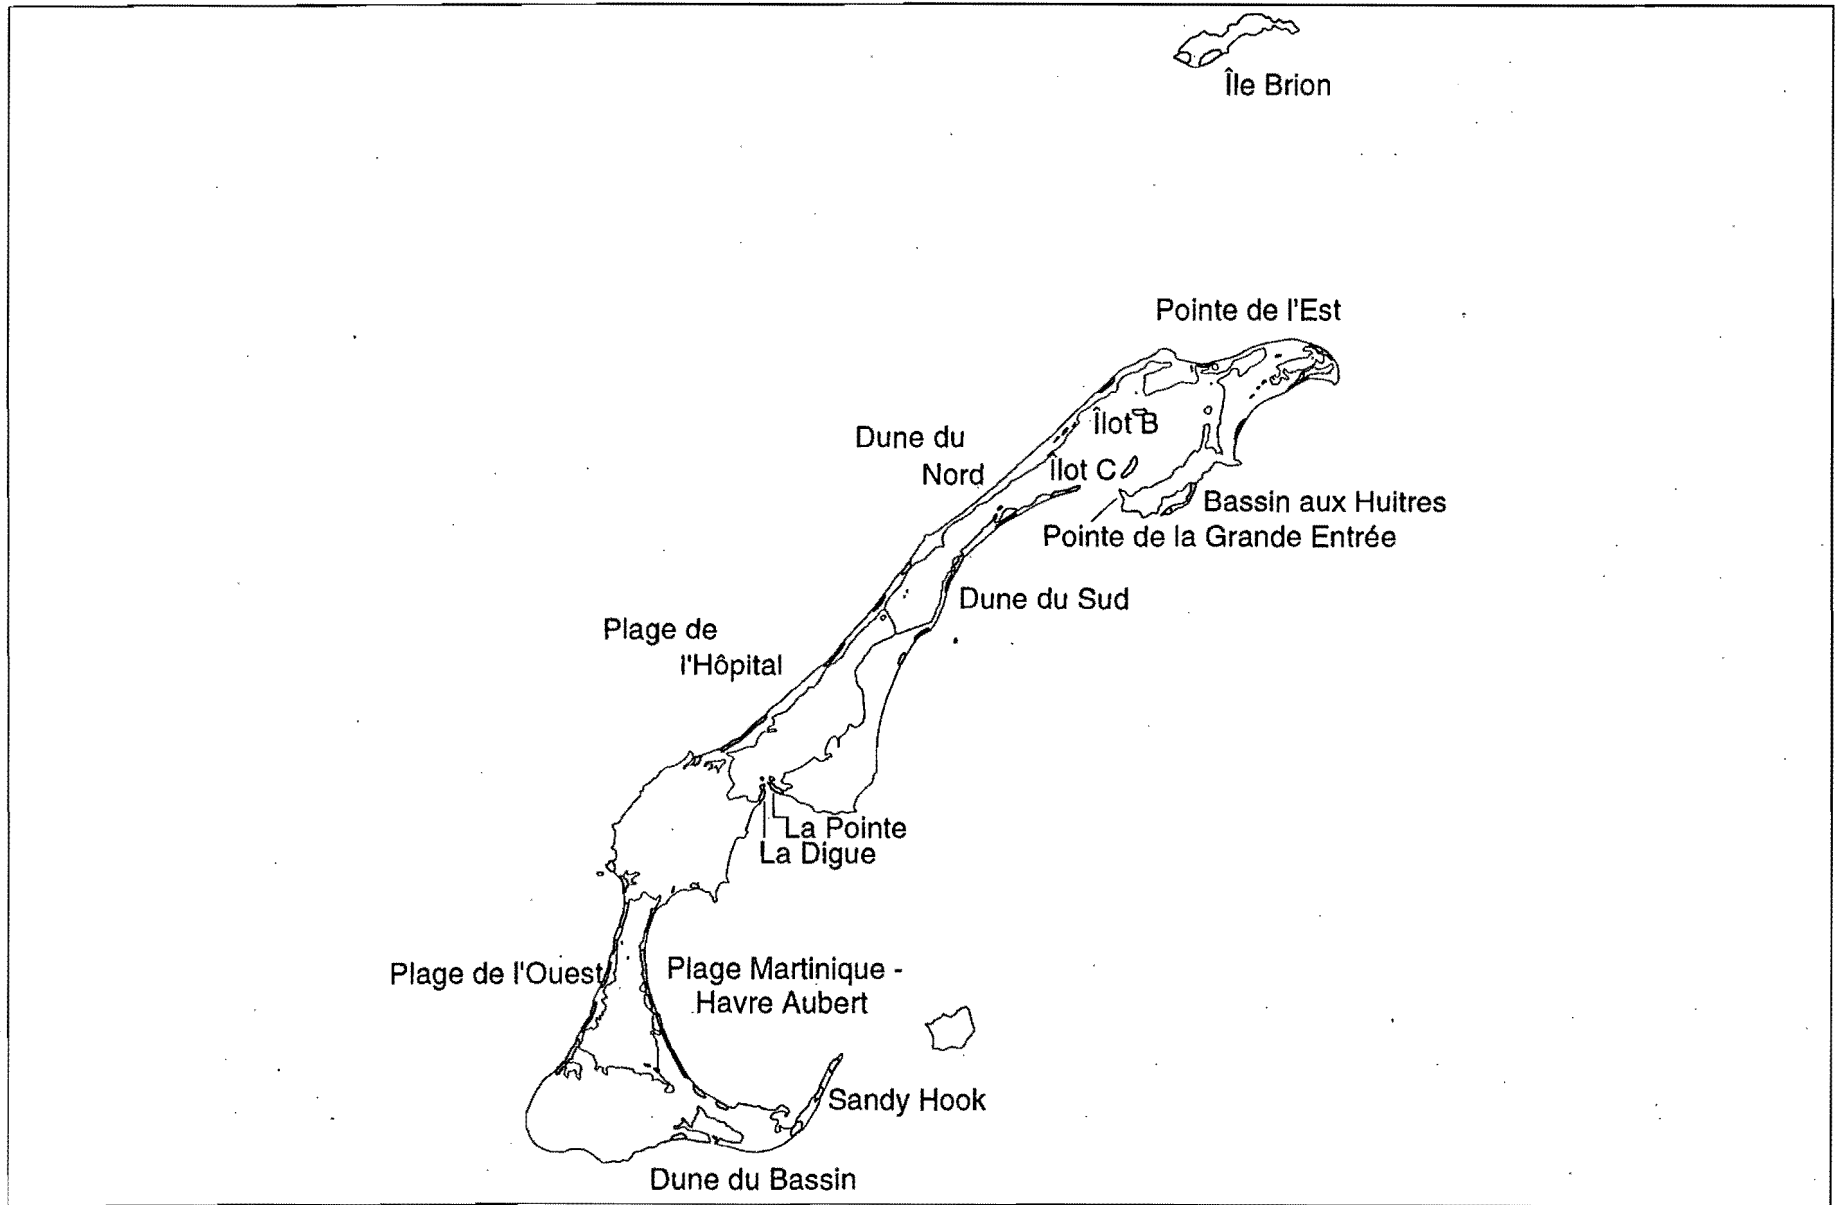 Île Brion
Pointe de l'Est
Îlot B
Dune du
Nord
Îlot C
Bassin aux Huitres
Pointe de la Grande Entrée
Dune du Sud
Plage de
l'Hôpital
La Pointe
La Digue
Plage de l'Ouest
Plage Martinique -
Havre Aubert
Sandy Hook
Dune du Bassin